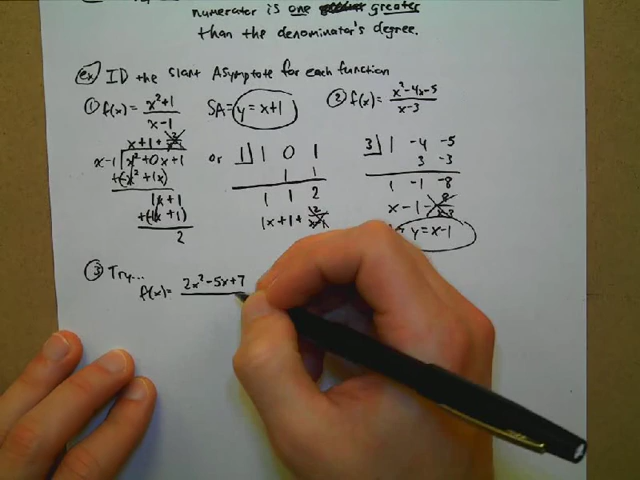 numerator is one greater
than the denominator's degree.
ex ID the Slant Asymptote for each function
① f(x) = x²+1 / x-1 SA = y = x+1 ② f(x) = x²-4x-5 / x-3
x+1+ 2
x-1 x²+0x+1 or 1 1 0 1 3 1 -4 -5
+(-x²+1x) 1 1 3 -3
1x+1 1 1 2 1 -1 -8
+(-1x+1) 1x+1+ 2 x-1- 8
2 y = x-1
③ Try...
f(x) = 2x²-5x+7